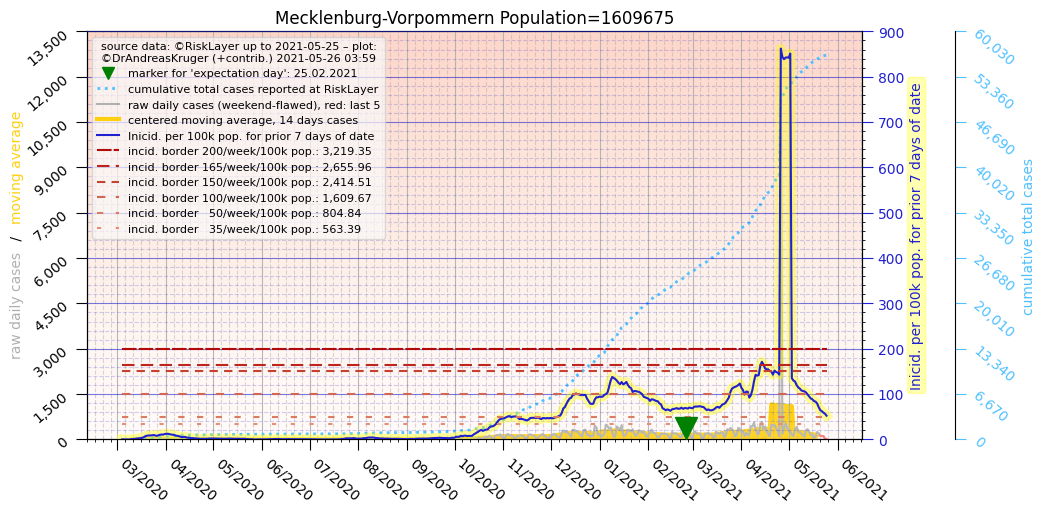 Mecklenburg-Vorpommern Population=1609675
source data: ©RiskLayer up to 2021-05-25 – plot:
©DrAndreasKruger (+contrib.) 2021-05-26 03:59
marker for 'expectation day': 25.02.2021
cumulative total cases reported at RiskLayer
raw daily cases (weekend-flawed), red: last 5
centered moving average, 14 days cases
Inicid. per 100k pop. for prior 7 days of date
incid. border 200/week/100k pop.: 3,219.35
incid. border 165/week/100k pop.: 2,655.96
incid. border 150/week/100k pop.: 2,414.51
incid. border 100/week/100k pop.: 1,609.67
incid. border   50/week/100k pop.: 804.84
incid. border   35/week/100k pop.: 563.39
raw daily cases / moving average
13,500
12,000
10,500
9,000
7,500
6,000
4,500
3,000
1,500
0
03/2020
04/2020
05/2020
06/2020
07/2020
08/2020
09/2020
10/2020
11/2020
12/2020
01/2021
02/2021
03/2021
04/2021
05/2021
06/2021
900
800
700
600
500
400
300
200
100
0
Inicid. per 100k pop. for prior 7 days of date
60,030
53,360
46,690
40,020
33,350
26,680
20,010
13,340
6,670
0
cumulative total cases